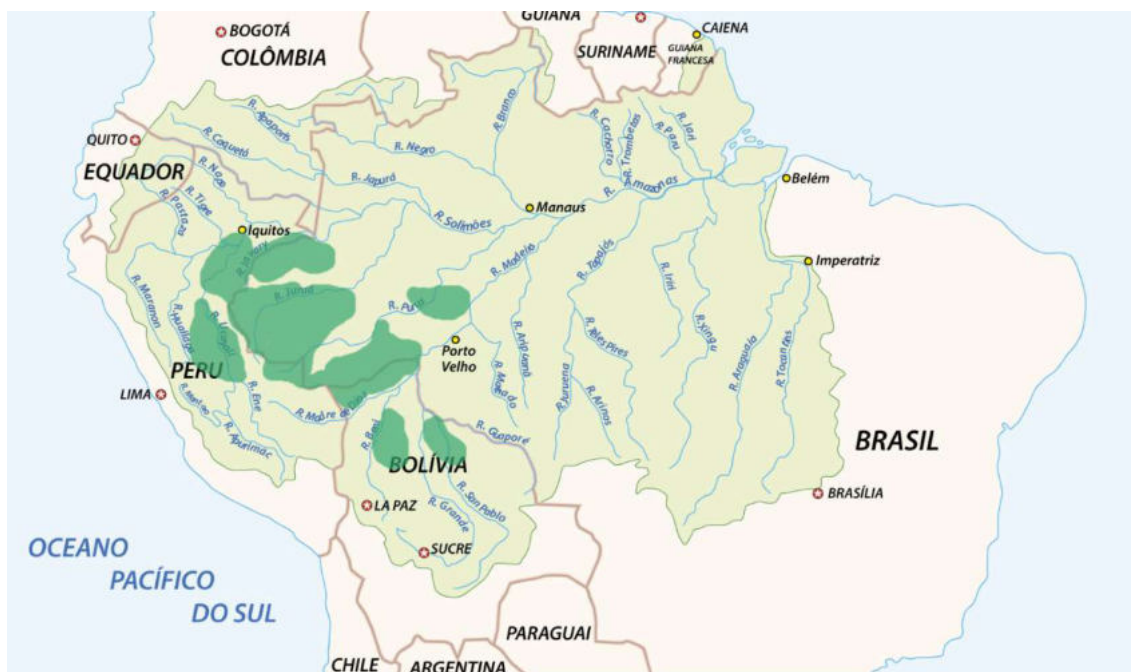 GUIANA
BOGOTÁ
COLÔMBIA
SURINAME
CAIENA
GUIANA
FRANCESA
QUITO
EQUADOR
R. Apaporis
R. Caquetá
R. Negro
R. Branco
R. Cachorro
R. Trombetas
R. Paru
R. Jari
R. Napo
R. Tigre
R. Pastaza
R. Japurá
R. Solimões
Manaus
R. Amazonas
Belém
Iquitos
R. Madeira
R. Tapajós
R. Iriri
R. Xingu
Imperatriz
R. Maranon
R. Huallaga
R. Ucayali
R. Juruá
R. Purus
R. Aripuanã
R. Teles Pires
R. Araguaia
R. Tocantins
PERU
Porto
Velho
R. Juruena
R. Arinos
LIMA
R. Ene
R. Madre de Dios
R. Apurimac
R. Beni
R. Guaporé
BOLÍVIA
BRASIL
LA PAZ
R. Grande
R. San Pablo
BRASÍLIA
SUCRE
OCEANO
PACÍFICO
DO SUL
PARAGUAI
CHILE
ARGENTINA